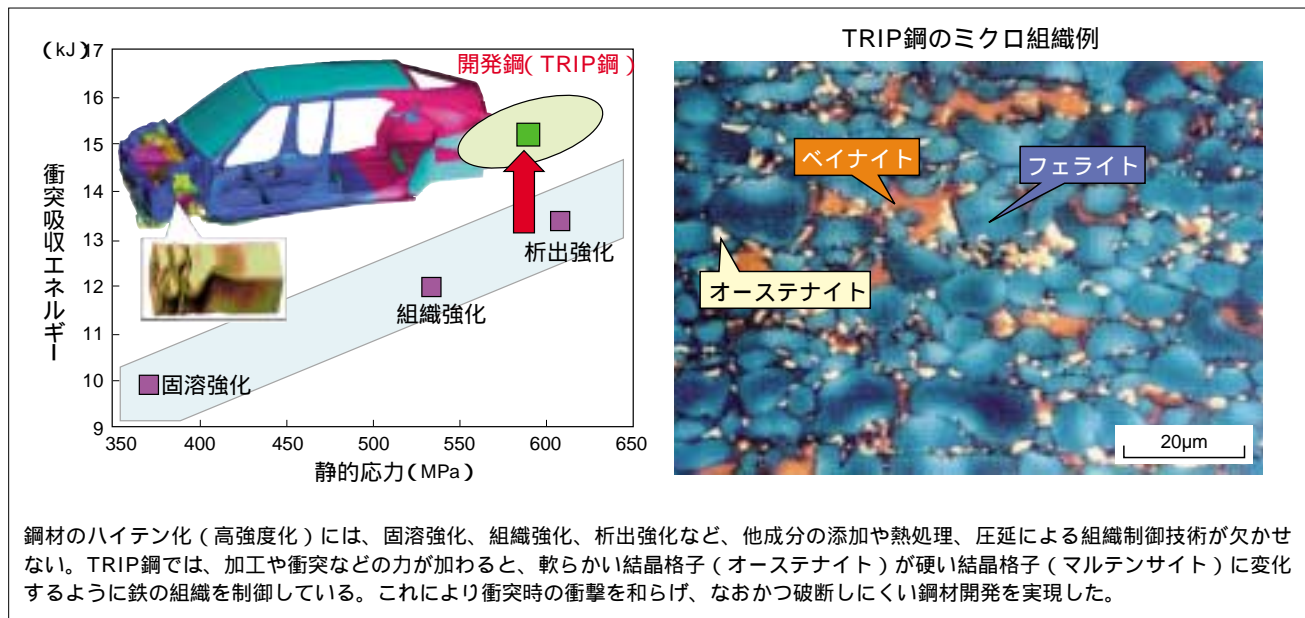 (kJ)
17
16
15
14
13
12
11
10
9
衝突吸収エネルギー
350
400
450
500
550
600
650
静的応力(MPa)
開発鋼(TRIP鋼)
析出強化
組織強化
固溶強化
TRIP鋼のミクロ組織例
ベイナイト
フェライト
オーステナイト
20μm
鋼材のハイテン化(高強度化)には、固溶強化、組織強化、析出強化など、他成分の添加や熱処理、圧延による組織制御技術が欠かせ
ない。TRIP鋼では、加工や衝突などの力が加わると、軟らかい結晶格子(オーステナイト)が硬い結晶格子(マルテンサイト)に変化
するように鉄の組織を制御している。これにより衝突時の衝撃を和らげ、なおかつ破断しにくい鋼材開発を実現した。